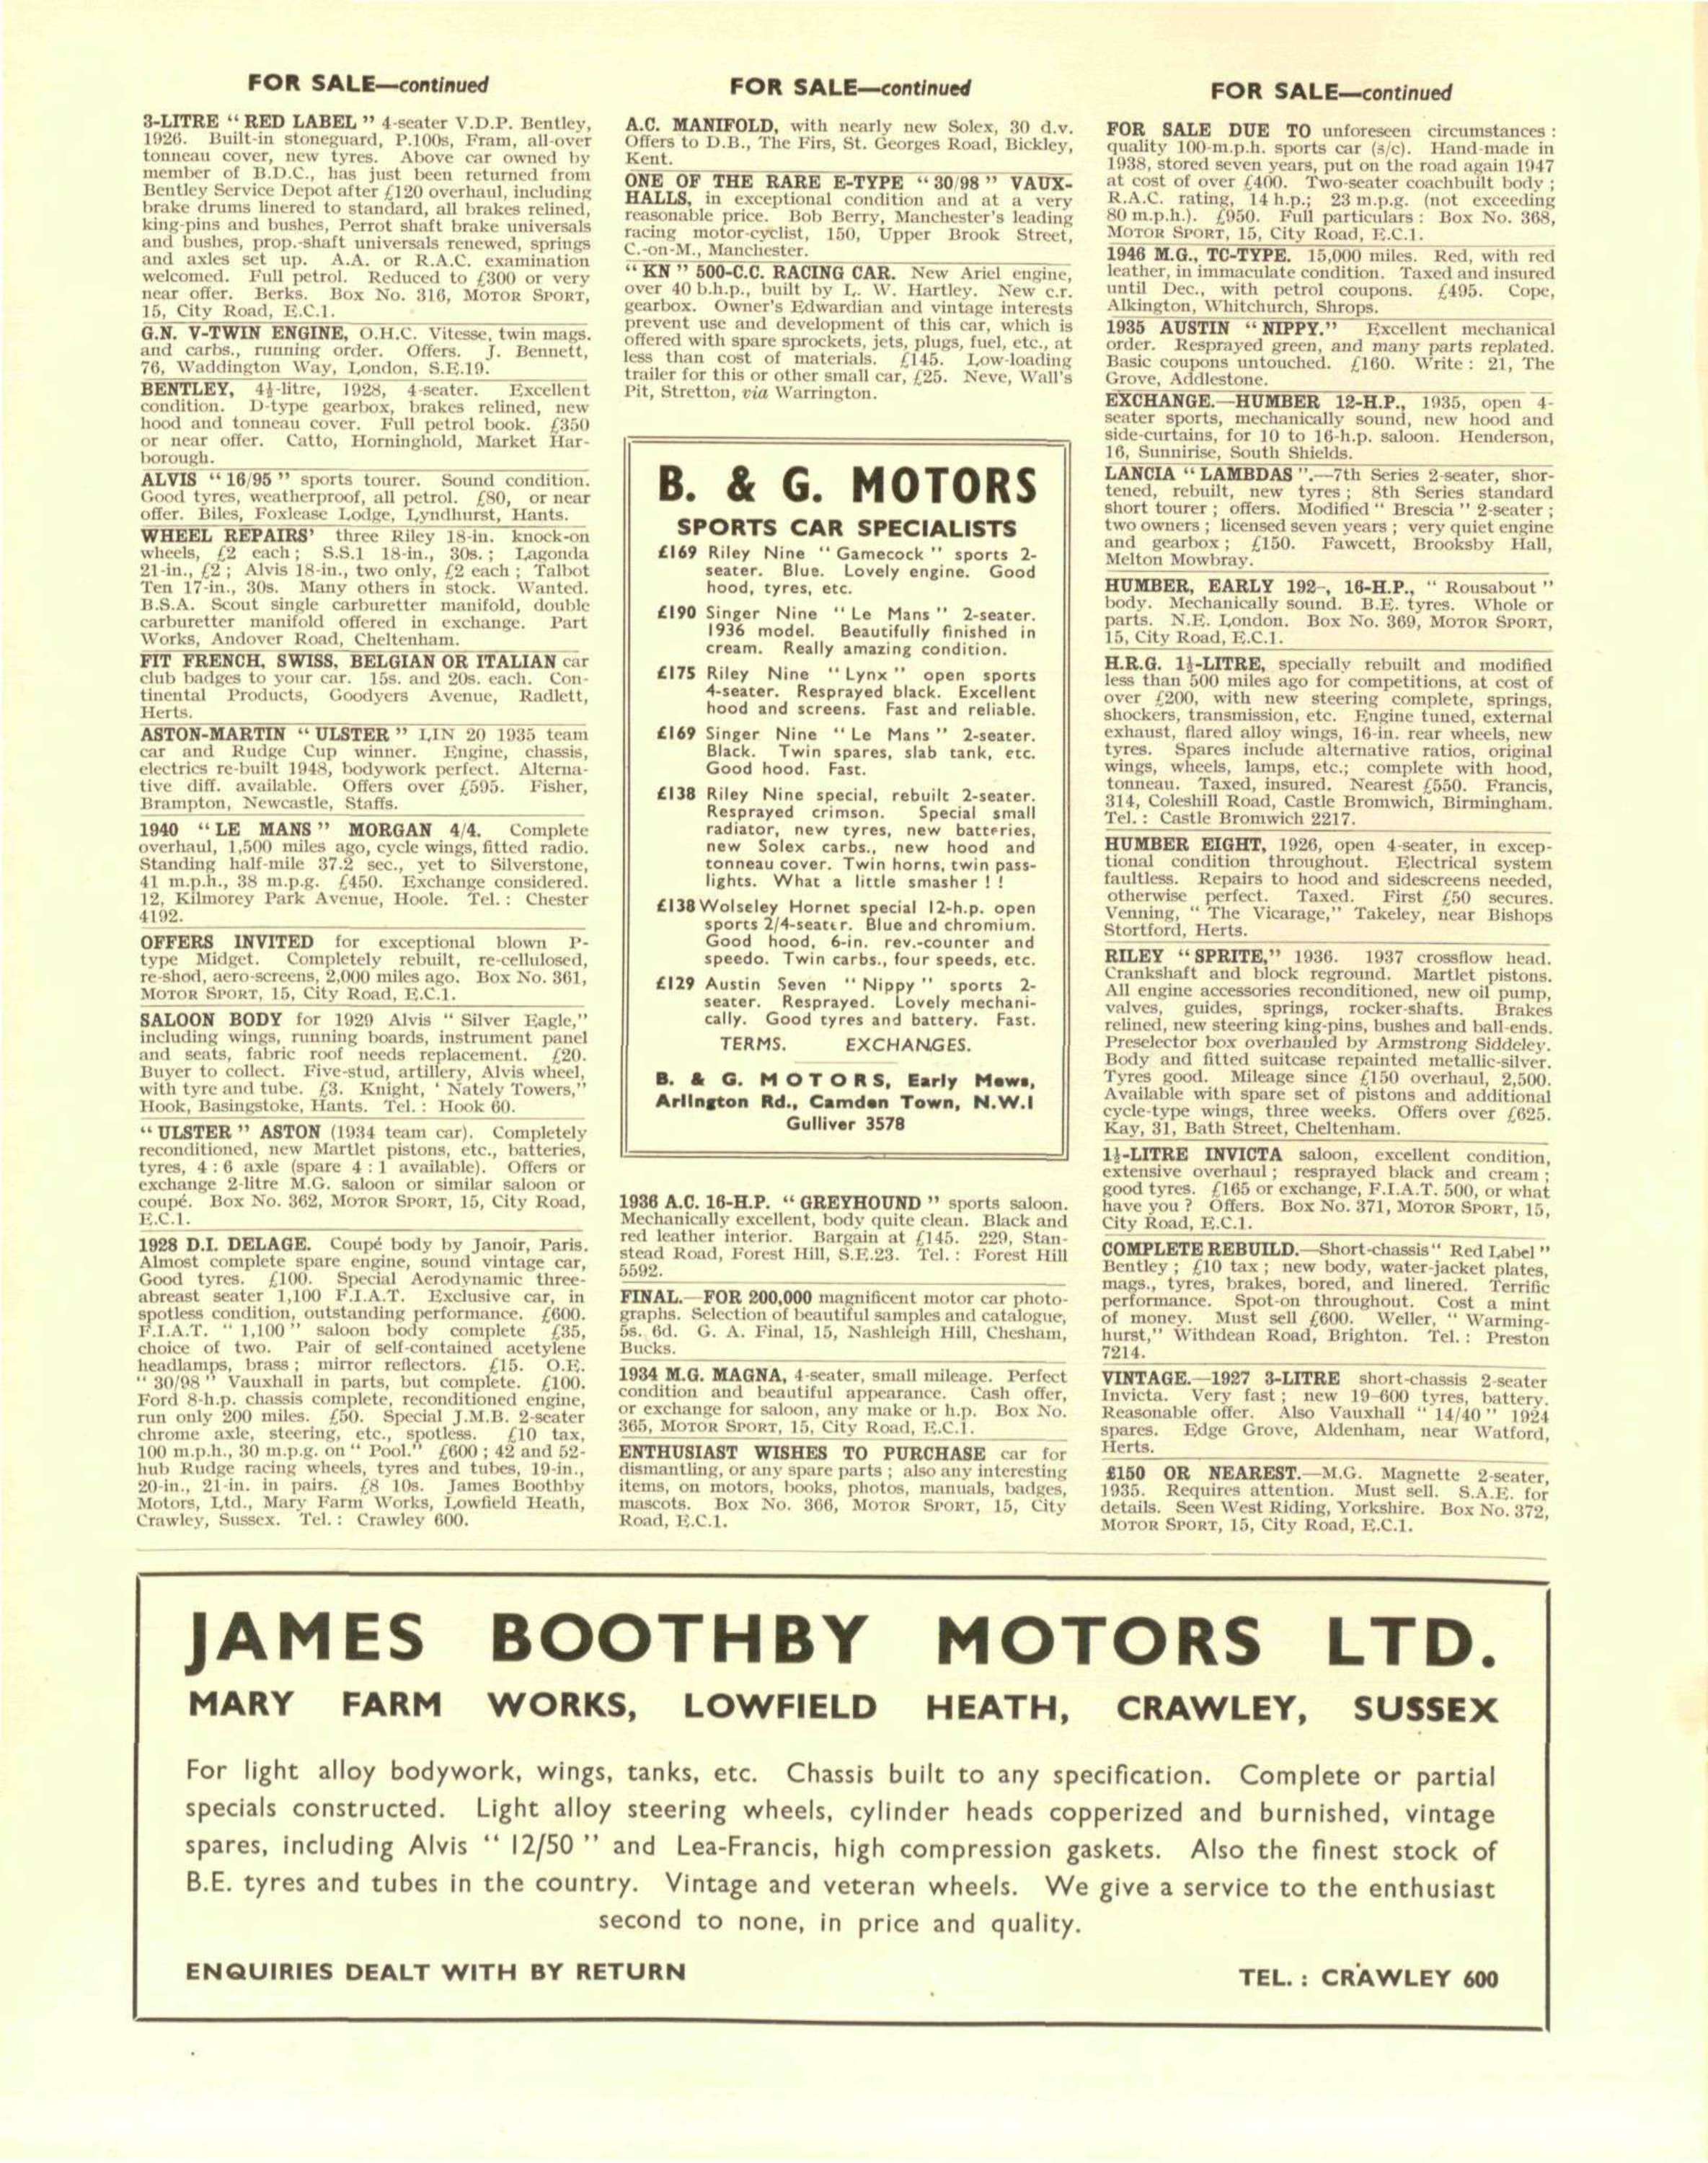 FOR SALE—continued
3-LITRE “ RED LABEL ” 4-seater V.D.P. Bentley,
1926. Built-in stoneguard, P.100s, Fram, all-over
tonneau cover, new tyres. Above car owned by
member of B.D.C., has just been returned from
Bentley Service Depot after £120 overhaul, including
brake drums linered to standard, all brakes relined,
king-pins and bushes, Perrot shaft brake universals
and bushes, prop.-shaft universals renewed, springs
and axles set up. A.A. or R.A.C. examination
welcomed. Full petrol. Reduced to £300 or very
near offer. Berks. Box No. 316, MOTOR SPORT,
15, City Road, E.C.1.
G.N. V-TWIN ENGINE, O.H.C. Vitesse, twin mags.
and carbs., running order. Offers. J. Bennett,
76, Waddington Way, London, S.E.19.
BENTLEY, 4½-litre, 1928, 4-seater. Excellent
condition. D-type gearbox, brakes relined, new
hood and tonneau cover. Full petrol book. £350
or near offer. Catto, Horninghold, Market Har-
borough.
ALVIS “ 16/95 ” sports tourer. Sound condition.
Good tyres, weatherproof, all petrol. £80, or near
offer. Biles, Foxlease Lodge, Lyndhurst, Hants.
WHEEL REPAIRS’ three Riley 18-in. knock-on
wheels, £2 each ; S.S.1 18-in., 30s. ; Lagonda
21-in., £2 ; Alvis 18-in., two only, £2 each ; Talbot
Ten 17-in., 30s. Many others in stock. Wanted.
B.S.A. Scout single carburetter manifold, double
carburetter manifold offered in exchange. Part
Works, Andover Road, Cheltenham.
FIT FRENCH, SWISS, BELGIAN OR ITALIAN car
club badges to your car. 15s. and 20s. each. Con-
tinental Products, Goodyers Avenue, Radlett,
Herts.
ASTON-MARTIN “ ULSTER ” LIN 20 1935 team
car and Rudge Cup winner. Engine, chassis,
electrics re-built 1948, bodywork perfect. Alterna-
tive diff. available. Offers over £595. Fisher,
Brampton, Newcastle, Staffs.
1940 “ LE MANS ” MORGAN 4/4. Complete
overhaul, 1,500 miles ago, cycle wings, fitted radio.
Standing half-mile 37.2 sec., yet to Silverstone,
41 m.p.h., 38 m.p.g. £450. Exchange considered.
12, Kilmorey Park Avenue, Hoole. Tel. : Chester
4192.
OFFERS INVITED for exceptional blown P-
type Midget. Completely rebuilt, re-cellulosed,
re-shod, aero-screens, 2,000 miles ago. Box No. 361,
MOTOR SPORT, 15, City Road, E.C.1.
SALOON BODY for 1929 Alvis “ Silver Eagle,”
including wings, running boards, instrument panel
and seats, fabric roof needs replacement. £20.
Buyer to collect. Five-stud, artillery, Alvis wheel,
with tyre and tube. £3. Knight, ‘ Nately Towers,”
Hook, Basingstoke, Hants. Tel. : Hook 60.
“ ULSTER ” ASTON (1934 team car). Completely
reconditioned, new Martlet pistons, etc., batteries,
tyres, 4 : 6 axle (spare 4 : 1 available). Offers or
exchange 2-litre M.G. saloon or similar saloon or
coupé. Box No. 362, MOTOR SPORT, 15, City Road,
E.C.1.
1928 D.I. DELAGE. Coupé body by Janoir, Paris.
Almost complete spare engine, sound vintage car,
Good tyres. £100. Special Aerodynamic three-
abreast seater 1,100 F.I.A.T. Exclusive car, in
spotless condition, outstanding performance. £600.
F.I.A.T. “ 1,100 ” saloon body complete £35,
choice of two. Pair of self-contained acetylene
headlamps, brass ; mirror reflectors. £15. O.E.
“ 30/98 ” Vauxhall in parts, but complete. £100.
Ford 8-h.p. chassis complete, reconditioned engine,
run only 200 miles. £50. Special J.M.B. 2-seater
chrome axle, steering, etc., spotless. £10 tax,
100 m.p.h., 30 m.p.g. on “ Pool.” £600 ; 42 and 52-
hub Rudge racing wheels, tyres and tubes, 19-in.,
20-in., 21-in. in pairs. £8 10s. James Boothby
Motors, Ltd., Mary Farm Works, Lowfield Heath,
Crawley, Sussex. Tel. : Crawley 600.
FOR SALE—continued
A.C. MANIFOLD, with nearly new Solex, 30 d.v.
Offers to D.B., The Firs, St. Georges Road, Bickley,
Kent.
ONE OF THE RARE E-TYPE “ 30/98 ” VAUX-
HALLS, in exceptional condition and at a very
reasonable price. Bob Berry, Manchester’s leading
racing motor-cyclist, 150, Upper Brook Street,
C.-on-M., Manchester.
“ KN ” 500-C.C. RACING CAR. New Ariel engine,
over 40 b.h.p., built by L. W. Hartley. New c.r.
gearbox. Owner’s Edwardian and vintage interests
prevent use and development of this car, which is
offered with spare sprockets, jets, plugs, fuel, etc., at
less than cost of materials. £145. Low-loading
trailer for this or other small car, £25. Neve, Wall’s
Pit, Stretton, via Warrington.
B. & G. MOTORS
SPORTS CAR SPECIALISTS
£169 Riley Nine “ Gamecock ” sports 2-
seater. Blue. Lovely engine. Good
hood, tyres, etc.
£190 Singer Nine “ Le Mans ” 2-seater.
1936 model. Beautifully finished in
cream. Really amazing condition.
£175 Riley Nine “ Lynx ” open sports
4-seater. Resprayed black. Excellent
hood and screens. Fast and reliable.
£169 Singer Nine “ Le Mans ” 2-seater.
Black. Twin spares, slab tank, etc.
Good hood. Fast.
£138 Riley Nine special, rebuilt 2-seater.
Resprayed crimson. Special small
radiator, new tyres, new batteries,
new Solex carbs., new hood and
tonneau cover. Twin horns, twin pass-
lights. What a little smasher ! !
£138 Wolseley Hornet special 12-h.p. open
sports 2/4-seater. Blue and chromium.
Good hood, 6-in. rev.-counter and
speedo. Twin carbs., four speeds, etc.
£129 Austin Seven “ Nippy ” sports 2-
seater. Resprayed. Lovely mechani-
cally. Good tyres and battery. Fast.
TERMS. EXCHANGES.
B. & G. MOTORS, Early Mews,
Arlington Rd., Camden Town, N.W.1
Gulliver 3578
1936 A.C. 16-H.P. “ GREYHOUND ” sports saloon.
Mechanically excellent, body quite clean. Black and
red leather interior. Bargain at £145. 229, Stan-
stead Road, Forest Hill, S.E.23. Tel. : Forest Hill
5592.
FINAL.—FOR 200,000 magnificent motor car photo-
graphs. Selection of beautiful samples and catalogue,
5s. 6d. G. A. Final, 15, Nashleigh Hill, Chesham,
Bucks.
1934 M.G. MAGNA, 4-seater, small mileage. Perfect
condition and beautiful appearance. Cash offer,
or exchange for saloon, any make or h.p. Box No.
365, MOTOR SPORT, 15, City Road, E.C.1.
ENTHUSIAST WISHES TO PURCHASE car for
dismantling, or any spare parts ; also any interesting
items, on motors, books, photos, manuals, badges,
mascots. Box No. 366, MOTOR SPORT, 15, City
Road, E.C.1.
FOR SALE—continued
FOR SALE DUE TO unforeseen circumstances :
quality 100-m.p.h. sports car (s/c). Hand-made in
1938, stored seven years, put on the road again 1947
at cost of over £400. Two-seater coachbuilt body ;
R.A.C. rating, 14 h.p.; 23 m.p.g. (not exceeding
80 m.p.h.). £950. Full particulars : Box No. 368,
MOTOR SPORT, 15, City Road, E.C.1.
1946 M.G., TC-TYPE. 15,000 miles. Red, with red
leather, in immaculate condition. Taxed and insured
until Dec., with petrol coupons. £495. Cope,
Alkington, Whitchurch, Shrops.
1935 AUSTIN “ NIPPY.” Excellent mechanical
order. Resprayed green, and many parts replated.
Basic coupons untouched. £160. Write : 21, The
Grove, Addlestone.
EXCHANGE.—HUMBER 12-H.P., 1935, open 4-
seater sports, mechanically sound, new hood and
side-curtains, for 10 to 16-h.p. saloon. Henderson,
16, Sunnirise, South Shields.
LANCIA “ LAMBDAS ”.—7th Series 2-seater, shor-
tened, rebuilt, new tyres ; 8th Series standard
short tourer ; offers. Modified “ Brescia ” 2-seater ;
two owners ; licensed seven years ; very quiet engine
and gearbox ; £150. Fawcett, Brooksby Hall,
Melton Mowbray.
HUMBER, EARLY 192-, 16-H.P., “ Rousabout ”
body. Mechanically sound. B.E. tyres. Whole or
parts. N.E. London. Box No. 369, MOTOR SPORT,
15, City Road, E.C.1.
H.R.G. 1½-LITRE, specially rebuilt and modified
less than 500 miles ago for competitions, at cost of
over £200, with new steering complete, springs,
shockers, transmission, etc. Engine tuned, external
exhaust, flared alloy wings, 16-in. rear wheels, new
tyres. Spares include alternative ratios, original
wings, wheels, lamps, etc.; complete with hood,
tonneau. Taxed, insured. Nearest £550. Francis,
314, Coleshill Road, Castle Bromwich, Birmingham.
Tel. : Castle Bromwich 2217.
HUMBER EIGHT, 1926, open 4-seater, in excep-
tional condition throughout. Electrical system
faultless. Repairs to hood and sidescreens needed,
otherwise perfect. Taxed. First £50 secures.
Venning, “ The Vicarage,” Takeley, near Bishops
Stortford, Herts.
RILEY “ SPRITE,” 1936. 1937 crossflow head.
Crankshaft and block reground. Martlet pistons.
All engine accessories reconditioned, new oil pump,
valves, guides, springs, rocker-shafts. Brakes
relined, new steering king-pins, bushes and ball-ends.
Preselector box overhauled by Armstrong Siddeley.
Body and fitted suitcase repainted metallic-silver.
Tyres good. Mileage since £150 overhaul, 2,500.
Available with spare set of pistons and additional
cycle-type wings, three weeks. Offers over £625.
Kay, 31, Bath Street, Cheltenham.
1½-LITRE INVICTA saloon, excellent condition,
extensive overhaul ; resprayed black and cream ;
good tyres. £165 or exchange, F.I.A.T. 500, or what
have you ? Offers. Box No. 371, MOTOR SPORT, 15,
City Road, E.C.1.
COMPLETE REBUILD.—Short-chassis “ Red Label ”
Bentley ; £10 tax ; new body, water-jacket plates,
mags., tyres, brakes, bored, and linered. Terrific
performance. Spot-on throughout. Cost a mint
of money. Must sell £600. Weller, “ Warming-
hurst,” Withdean Road, Brighton. Tel. : Preston
7214.
VINTAGE.—1927 3-LITRE short-chassis 2-seater
Invicta. Very fast ; new 19-600 tyres, battery.
Reasonable offer. Also Vauxhall “ 14/40 ” 1924
spares. Edge Grove, Aldenham, near Watford,
Herts.
£150 OR NEAREST.—M.G. Magnette 2-seater,
1935. Requires attention. Must sell. S.A.E. for
details. Seen West Riding, Yorkshire. Box No. 372,
MOTOR SPORT, 15, City Road, E.C.1.
JAMES BOOTHBY MOTORS LTD.
MARY FARM WORKS, LOWFIELD HEATH, CRAWLEY, SUSSEX
For light alloy bodywork, wings, tanks, etc. Chassis built to any specification. Complete or partial
specials constructed. Light alloy steering wheels, cylinder heads copperized and burnished, vintage
spares, including Alvis “ 12/50 ” and Lea-Francis, high compression gaskets. Also the finest stock of
B.E. tyres and tubes in the country. Vintage and veteran wheels. We give a service to the enthusiast
second to none, in price and quality.
ENQUIRIES DEALT WITH BY RETURN
TEL. : CRAWLEY 600